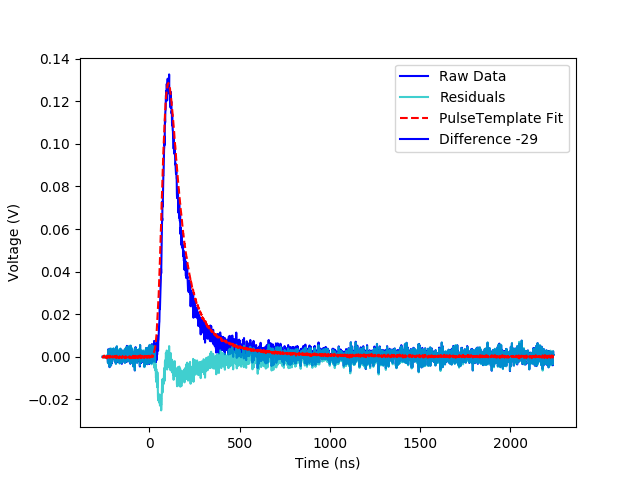 0.14
0.12
0.10
0.08
0.06
0.04
0.02
0.00
−0.02
Voltage (V)
0
500
1000
1500
2000
Time (ns)
Raw Data
Residuals
PulseTemplate Fit
Difference -29